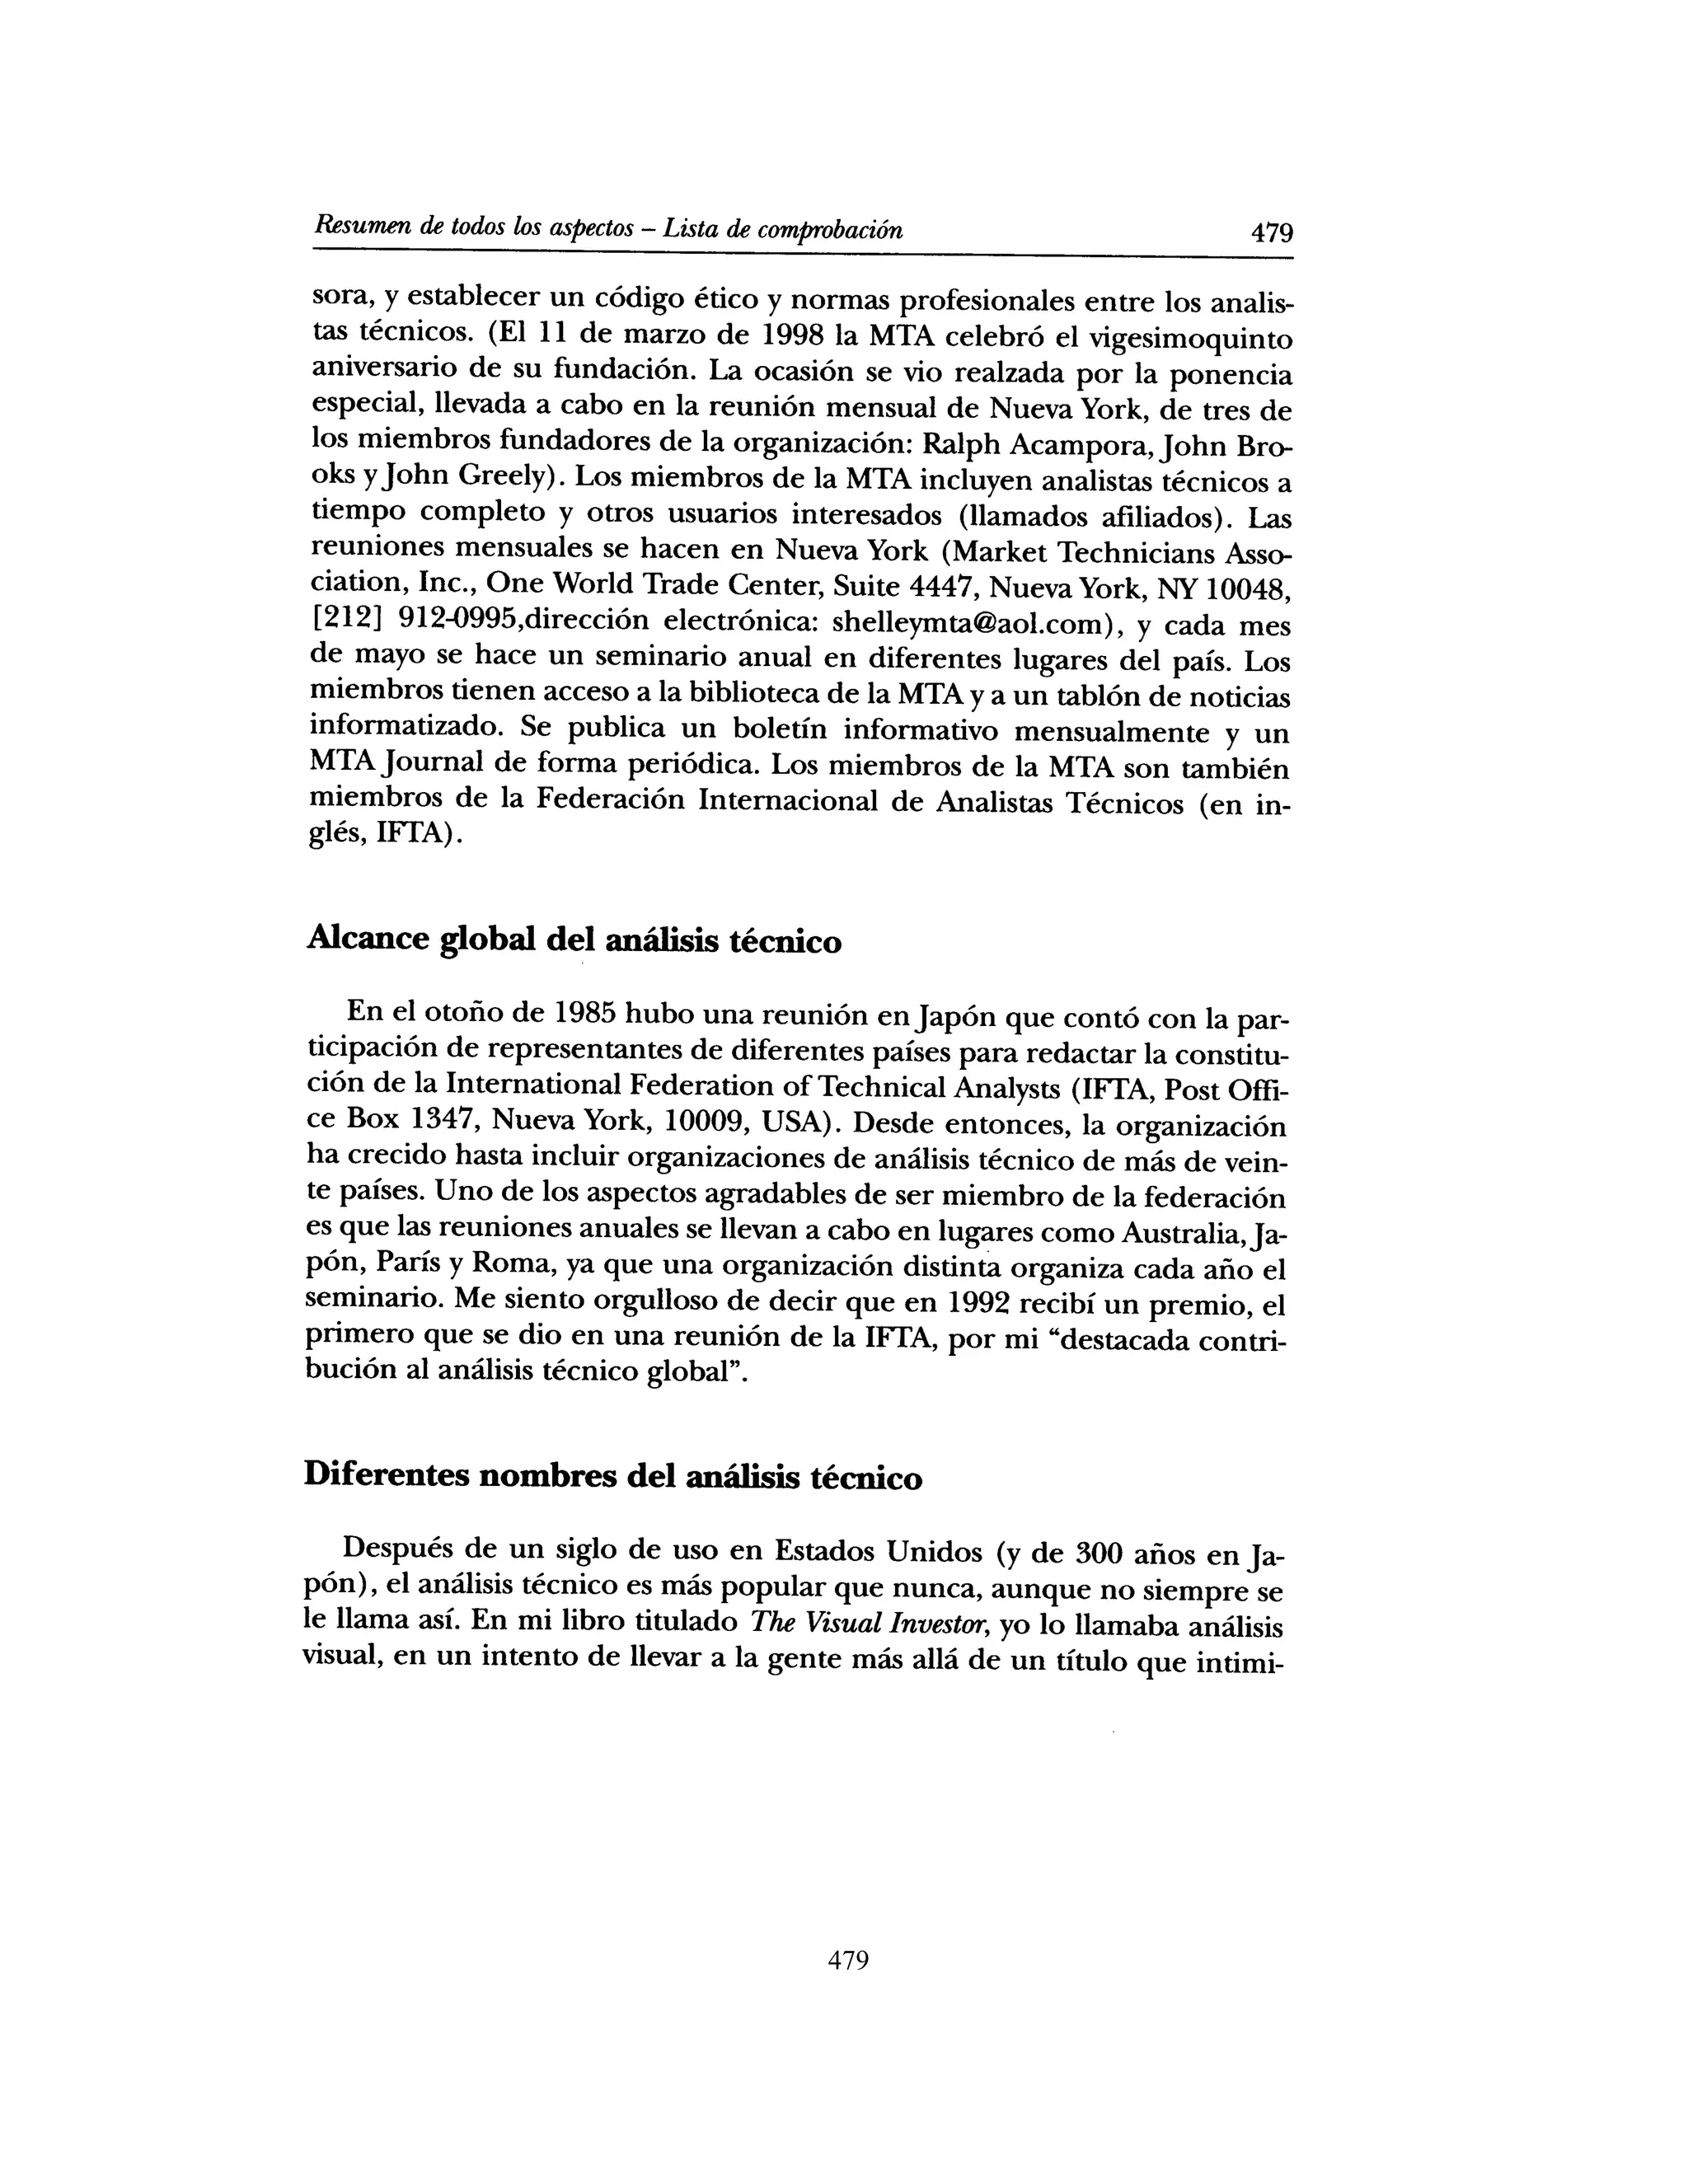 Resumen de todos los aspectos – Lista de comprobación 479
sora, y establecer un código ético y normas profesionales entre los analis-
tas técnicos. (El 11 de marzo de 1998 la MTA celebró el vigesimoquinto
aniversario de su fundación. La ocasión se vio realzada por la ponencia
especial, llevada a cabo en la reunión mensual de Nueva York, de tres de
los miembros fundadores de la organización: Ralph Acampora, John Bro-
oks y John Greely). Los miembros de la MTA incluyen analistas técnicos a
tiempo completo y otros usuarios interesados (llamados afiliados). Las
reuniones mensuales se hacen en Nueva York (Market Technicians Asso-
ciation, Inc., One World Trade Center, Suite 4447, Nueva York, NY 10048,
[212] 912-0995,dirección electrónica: shelleymta@aol.com), y cada mes
de mayo se hace un seminario anual en diferentes lugares del país. Los
miembros tienen acceso a la biblioteca de la MTA y a un tablón de noticias
informatizado. Se publica un boletín informativo mensualmente y un
MTA Journal de forma periódica. Los miembros de la MTA son también
miembros de la Federación Internacional de Analistas Técnicos (en in-
glés, IFTA).
Alcance global del análisis técnico
En el otoño de 1985 hubo una reunión en Japón que contó con la par-
ticipación de representantes de diferentes países para redactar la constitu-
ción de la International Federation of Technical Analysts (IFTA, Post Offi-
ce Box 1347, Nueva York, 10009, USA). Desde entonces, la organización
ha crecido hasta incluir organizaciones de análisis técnico de más de vein-
te países. Uno de los aspectos agradables de ser miembro de la federación
es que las reuniones anuales se llevan a cabo en lugares como Australia, Ja-
pón, París y Roma, ya que una organización distinta organiza cada año el
seminario. Me siento orgulloso de decir que en 1992 recibí un premio, el
primero que se dio en una reunión de la IFTA, por mi “destacada contri-
bución al análisis técnico global”.
Diferentes nombres del análisis técnico
Después de un siglo de uso en Estados Unidos (y de 300 años en Ja-
pón), el análisis técnico es más popular que nunca, aunque no siempre se
le llama así. En mi libro titulado The Visual Investor, yo lo llamaba análisis
visual, en un intento de llevar a la gente más allá de un título que intimi-
479